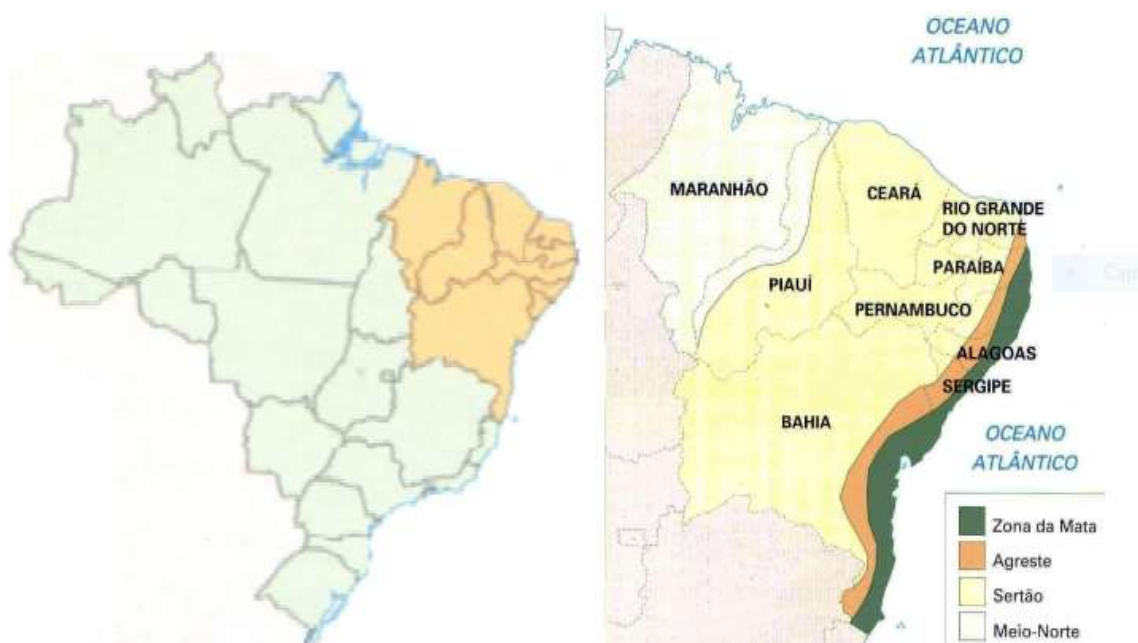 OCEANO
ATLÂNTICO
MARANHÃO
CEARÁ
RIO GRANDE
DO NORTE
PARAÍBA
PIAUÍ
PERNAMBUCO
ALAGOAS
SERGIPE
BAHIA
OCEANO
ATLÂNTICO
Zona da Mata
Agreste
Sertão
Meio-Norte